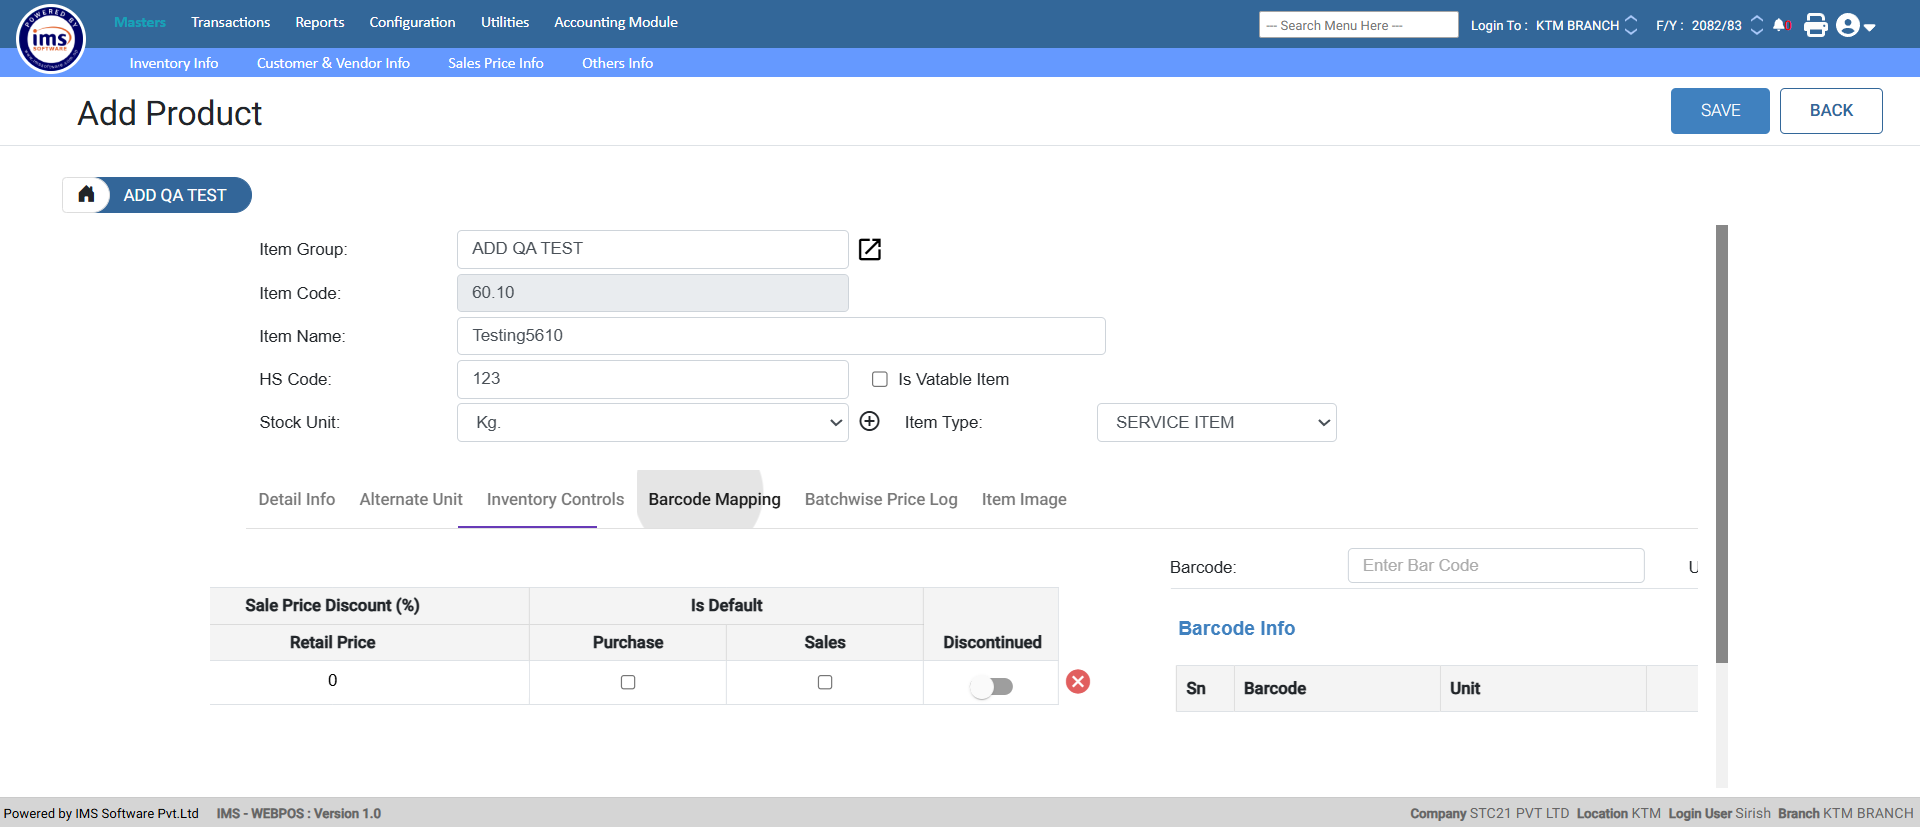 POWERED BY
ims
SOFTWARE
Masters Transactions Reports Configuration Utilities Accounting Module
--- Search Menu Here ---
Login To : KTM BRANCH F/Y : 2082/83 0
Inventory Info Customer & Vendor Info Sales Price Info Others Info
Add Product
SAVE BACK
ADD QA TEST
Item Group: ADD QA TEST
Item Code: 60.10
Item Name: Testing5610
HS Code: 123 Is Vatable Item
Stock Unit: Kg. Item Type: SERVICE ITEM
Detail Info Alternate Unit Inventory Controls Barcode Mapping Batchwise Price Log Item Image
Barcode: Enter Bar Code U
Sale Price Discount (%) Is Default
Retail Price Purchase Sales Discontinued
0
Barcode Info
Sn Barcode Unit
Powered by IMS Software Pvt.Ltd IMS - WEBPOS : Version 1.0 Company STC21 PVT LTD Location KTM Login User Sirish Branch KTM BRANCH